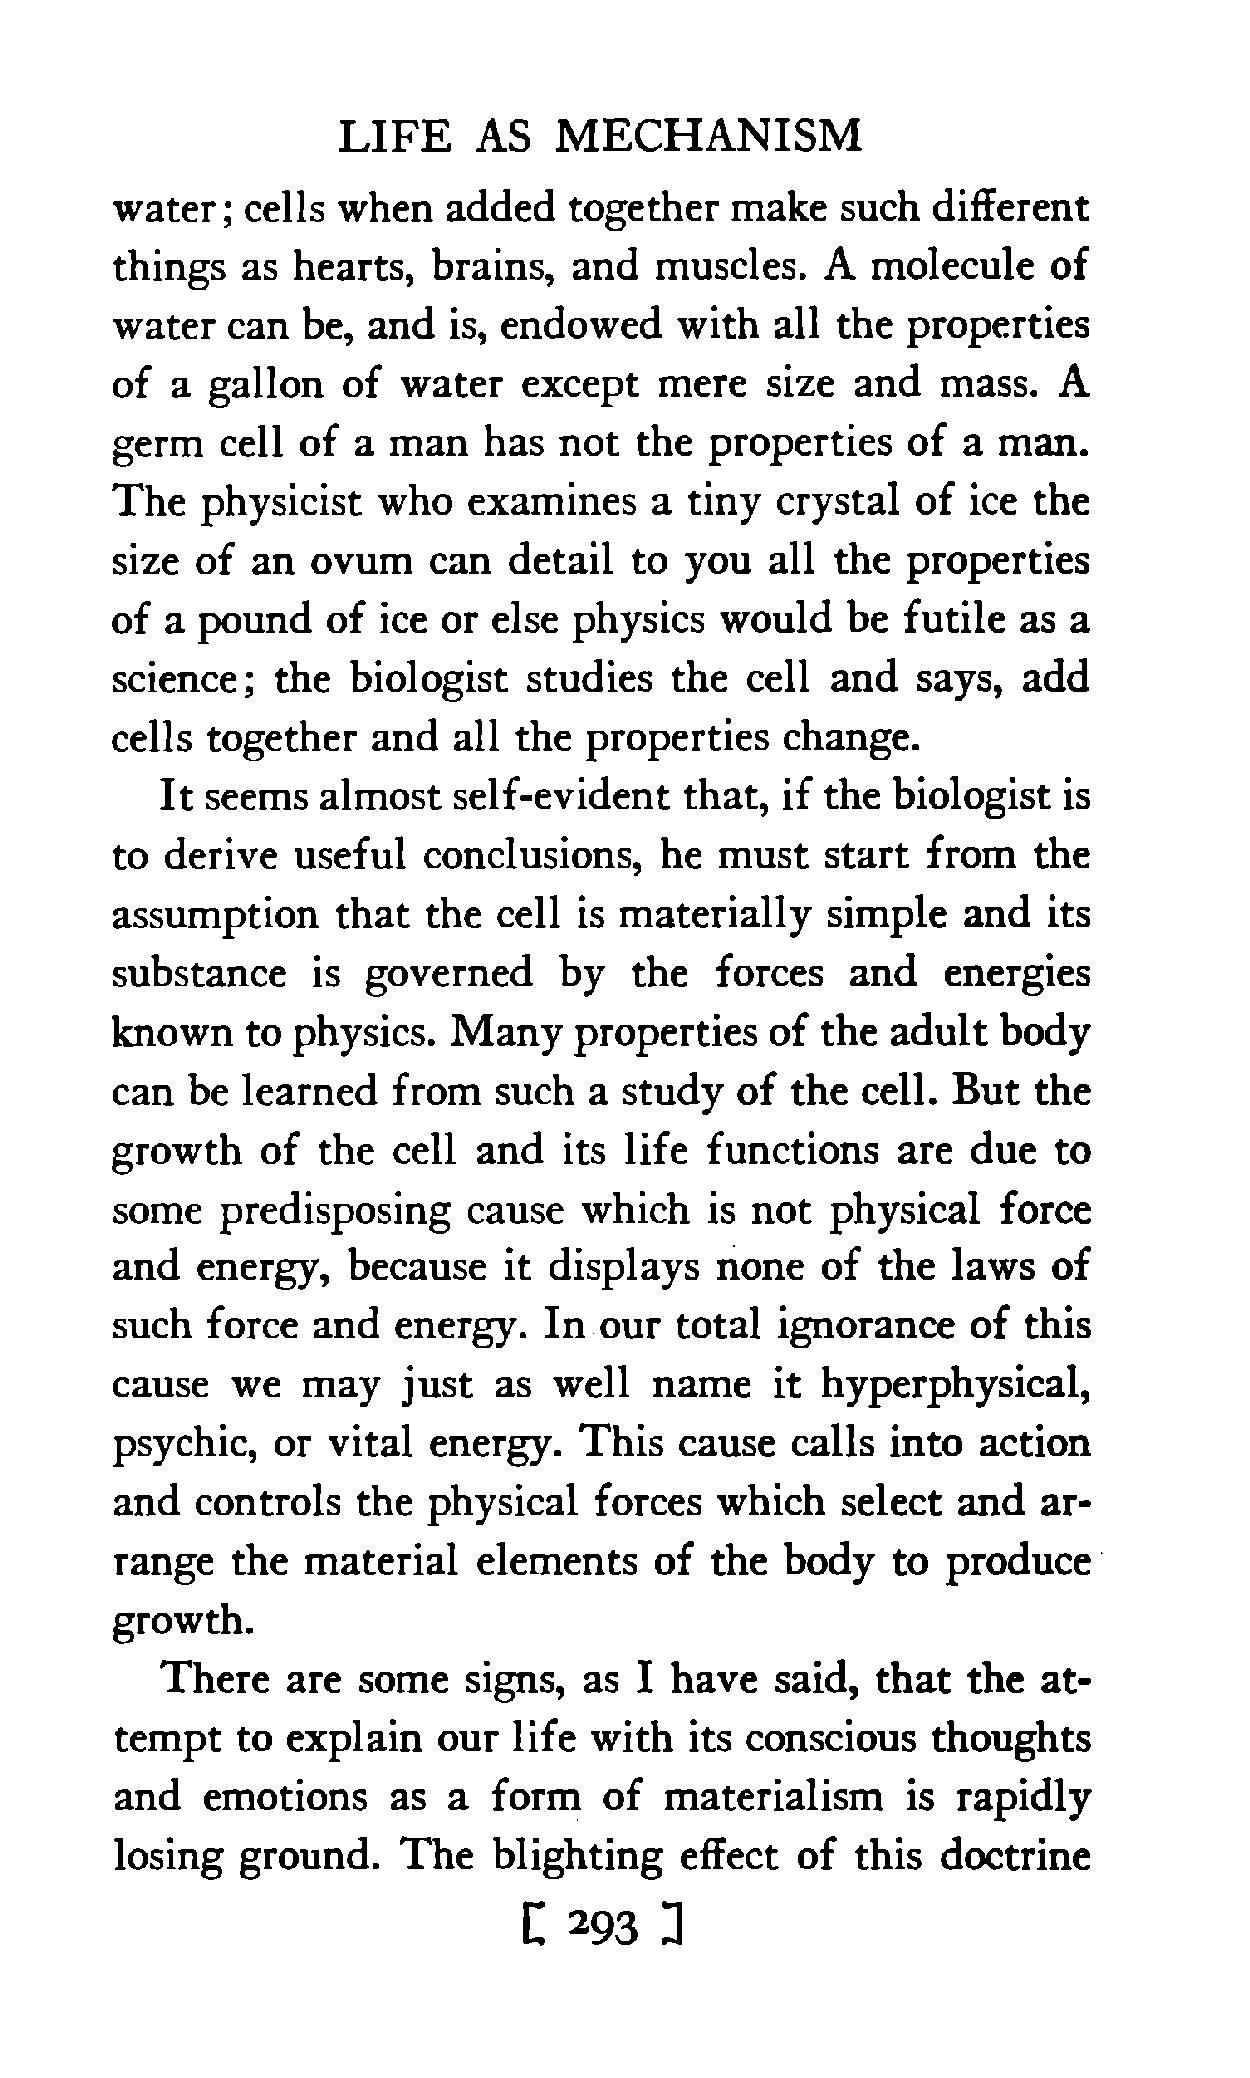 LIFE AS MECHANISM
water; cells when added together make such different
things as hearts, brains, and muscles. A molecule of
water can be, and is, endowed with all the properties
of a gallon of water except mere size and mass. A
germ cell of a man has not the properties of a man.
The physicist who examines a tiny crystal of ice the
size of an ovum can detail to you all the properties
of a pound of ice or else physics would be futile as a
science; the biologist studies the cell and says, add
cells together and all the properties change.
It seems almost self-evident that, if the biologist is
to derive useful conclusions, he must start from the
assumption that the cell is materially simple and its
substance is governed by the forces and energies
known to physics. Many properties of the adult body
can be learned from such a study of the cell. But the
growth of the cell and its life functions are due to
some predisposing cause which is not physical force
and energy, because it displays none of the laws of
such force and energy. In our total ignorance of this
cause we may just as well name it hyperphysical,
psychic, or vital energy. This cause calls into action
and controls the physical forces which select and ar-
range the material elements of the body to produce
growth.
There are some signs, as I have said, that the at-
tempt to explain our life with its conscious thoughts
and emotions as a form of materialism is rapidly
losing ground. The blighting effect of this doctrine
[ 293 ]